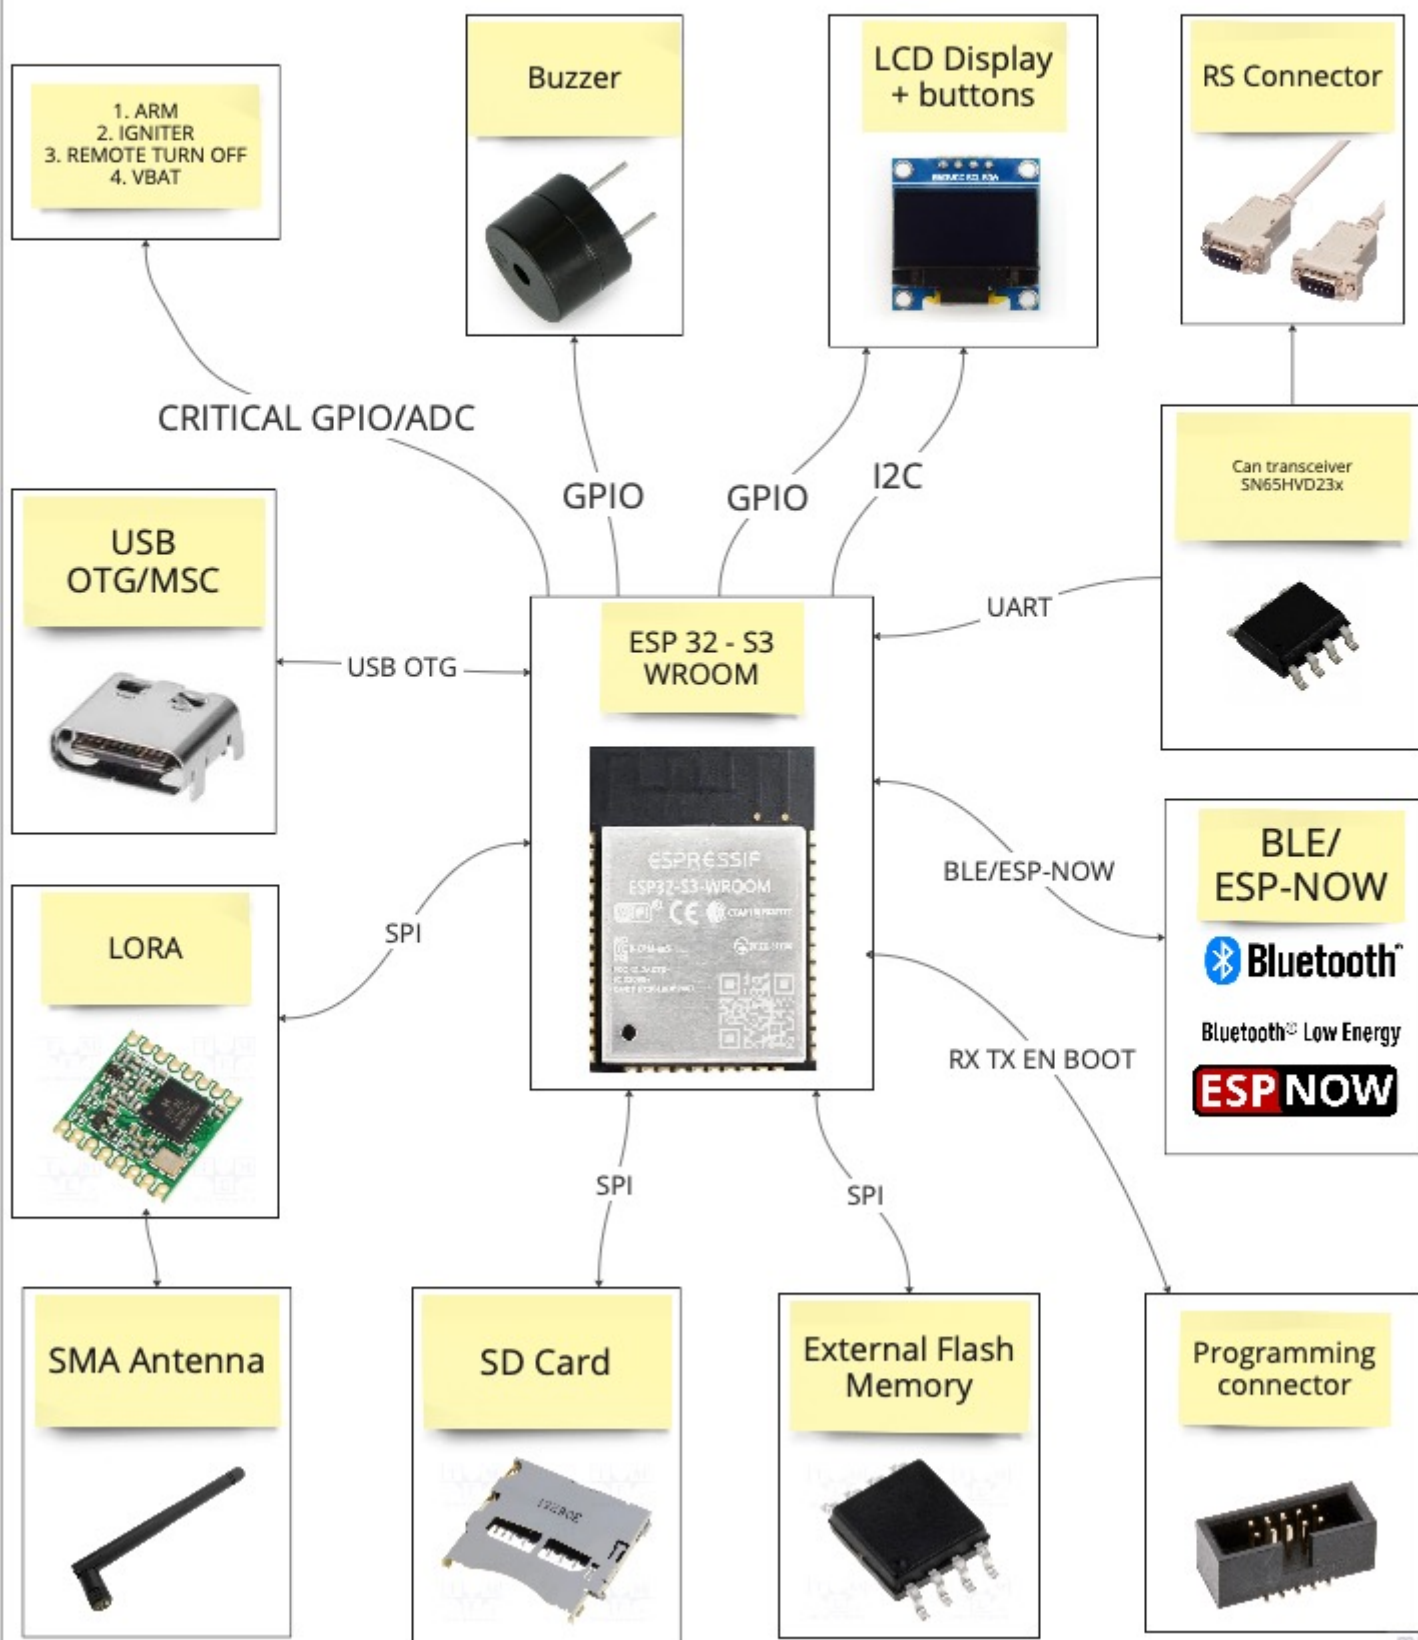 1. ARM
2. IGNITER
3. REMOTE TURN OFF
4. VBAT
Buzzer
LCD Display
+ buttons
RS Connector
CRITICAL GPIO/ADC
GPIO
GPIO
I2C
Can transceiver
SN65HVD23x
USB
OTG/MSC
USB OTG
ESP 32 - S3
WROOM
UART
ESPRESSIF
ESP32-S3-WROOM
CE
BLE/ESP-NOW
BLE/
ESP-NOW
Bluetooth
Bluetooth® Low Energy
ESP NOW
LORA
SPI
RX TX EN BOOT
SPI
SPI
SMA Antenna
SD Card
External Flash
Memory
Programming
connector